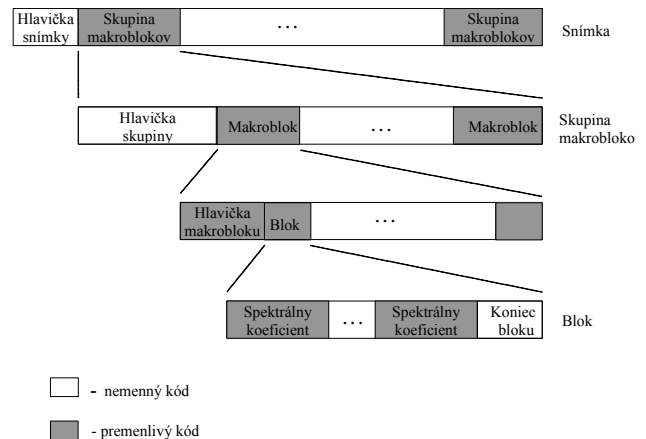 Hlavička snímky
Skupina makroblokov
...
Skupina makroblokov
Snímka
Hlavička skupiny
Makroblok
...
Makroblok
Skupina makrobloko
Hlavička makrobloku
Blok
...
Spektrálny koeficient
...
Spektrálny koeficient
Koniec bloku
Blok
- nemenný kód
- premenlivý kód